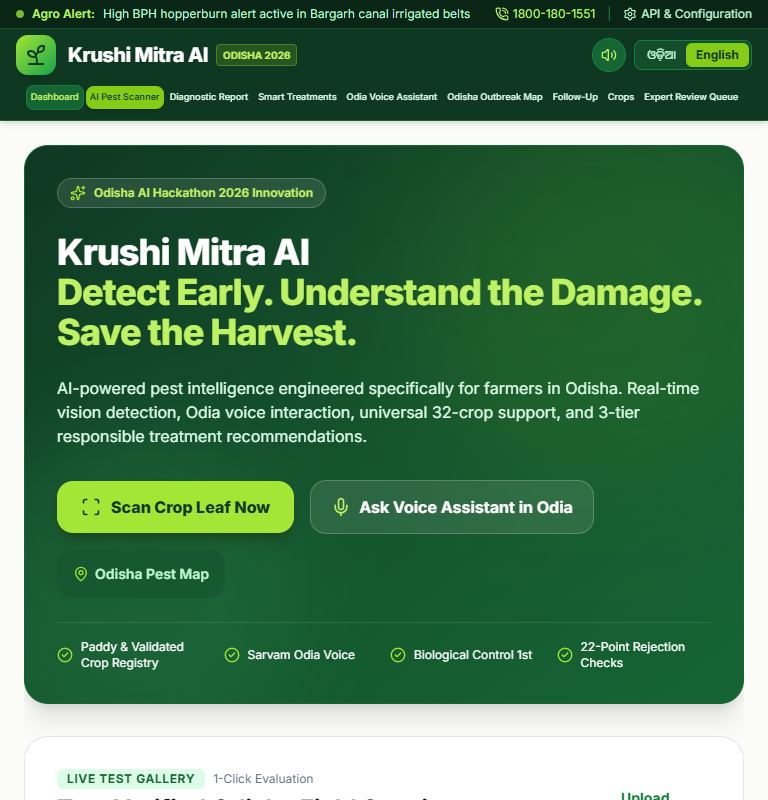 Agro Alert: High BPH hopperburn alert active in Bargarh canal irrigated belts 1800-180-1551 API & Configuration
Krushi Mitra AI ODISHA 2026 ଓଡ଼ିଆ English
Dashboard AI Pest Scanner Diagnostic Report Smart Treatments Odia Voice Assistant Odisha Outbreak Map Follow-Up Crops Expert Review Queue
Odisha AI Hackathon 2026 Innovation
Krushi Mitra AI
Detect Early. Understand the Damage.
Save the Harvest.
AI-powered pest intelligence engineered specifically for farmers in Odisha. Real-time
vision detection, Odia voice interaction, universal 32-crop support, and 3-tier
responsible treatment recommendations.
Scan Crop Leaf Now Ask Voice Assistant in Odia
Odisha Pest Map
Paddy & Validated
Crop Registry
Sarvam Odia Voice
Biological Control 1st
22-Point Rejection
Checks
LIVE TEST GALLERY 1-Click Evaluation
Upload